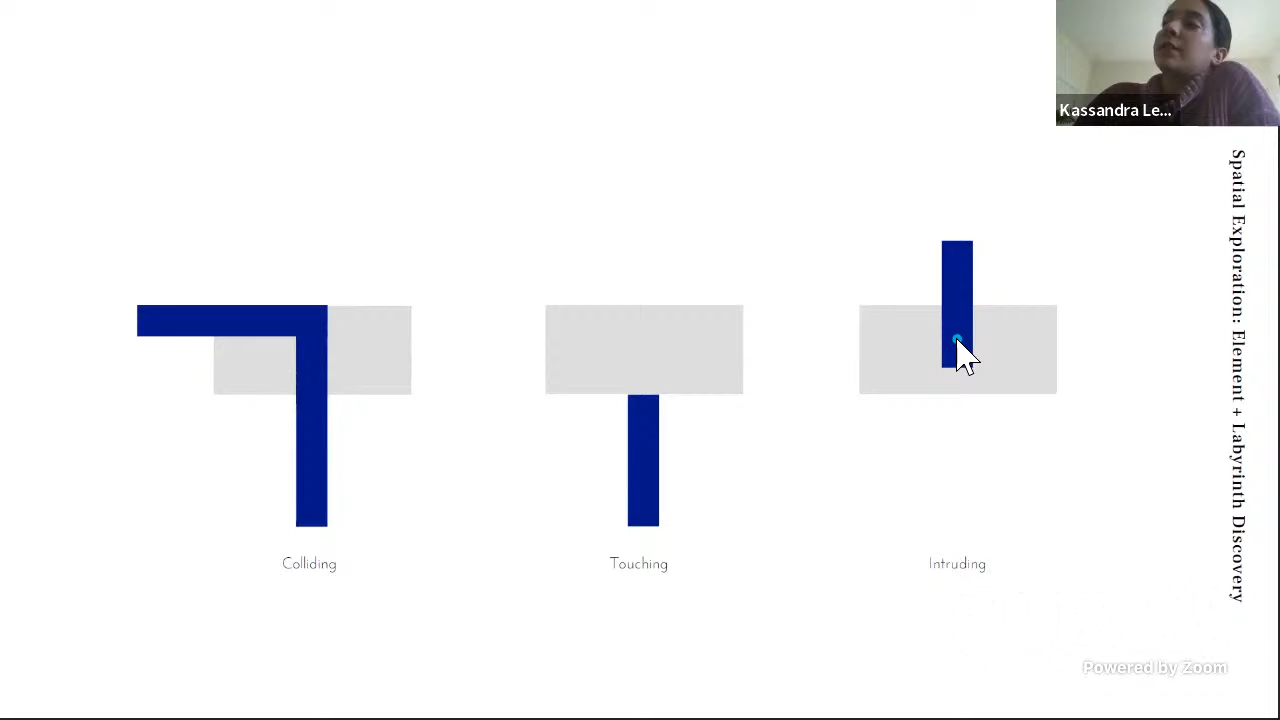 Kassandra Le...
Spatial Exploration: Element + Labyrinth Discovery
Colliding
Touching
Intruding
Powered by Zoom